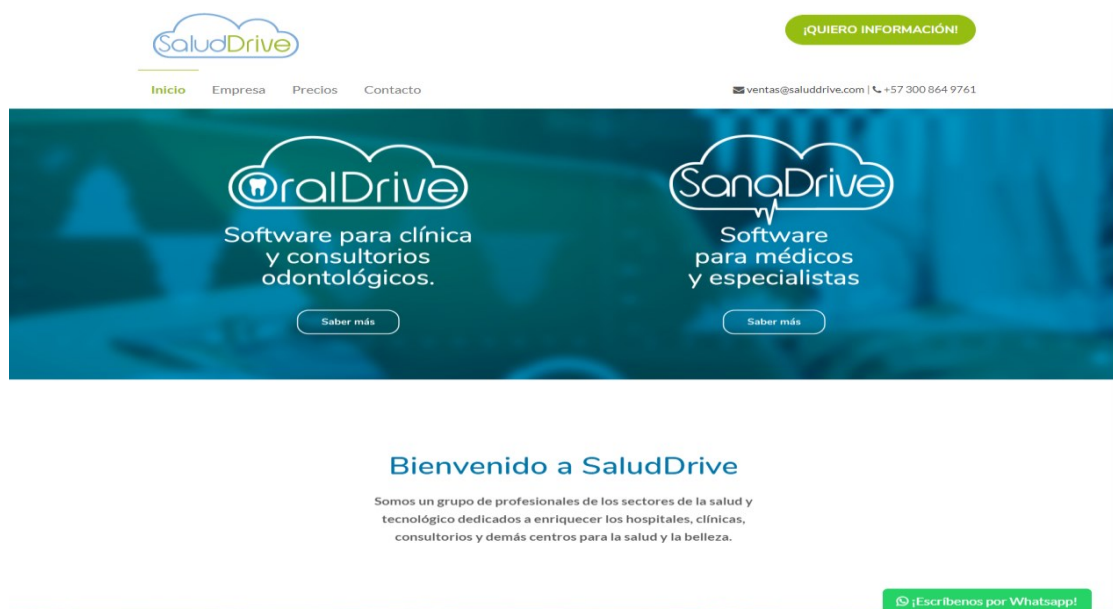 SaludDrive
¡QUIERO INFORMACIÓN!
Inicio Empresa Precios Contacto
ventas@saluddrive.com | +57 300 864 9761
OralDrive
Software para clínica
y consultorios
odontológicos.
Saber más
SanaDrive
Software
para médicos
y especialistas
Saber más
Bienvenido a SaludDrive
Somos un grupo de profesionales de los sectores de la salud y
tecnológico dedicados a enriquecer los hospitales, clínicas,
consultorios y demás centros para la salud y la belleza.
¡Escríbenos por Whatsapp!